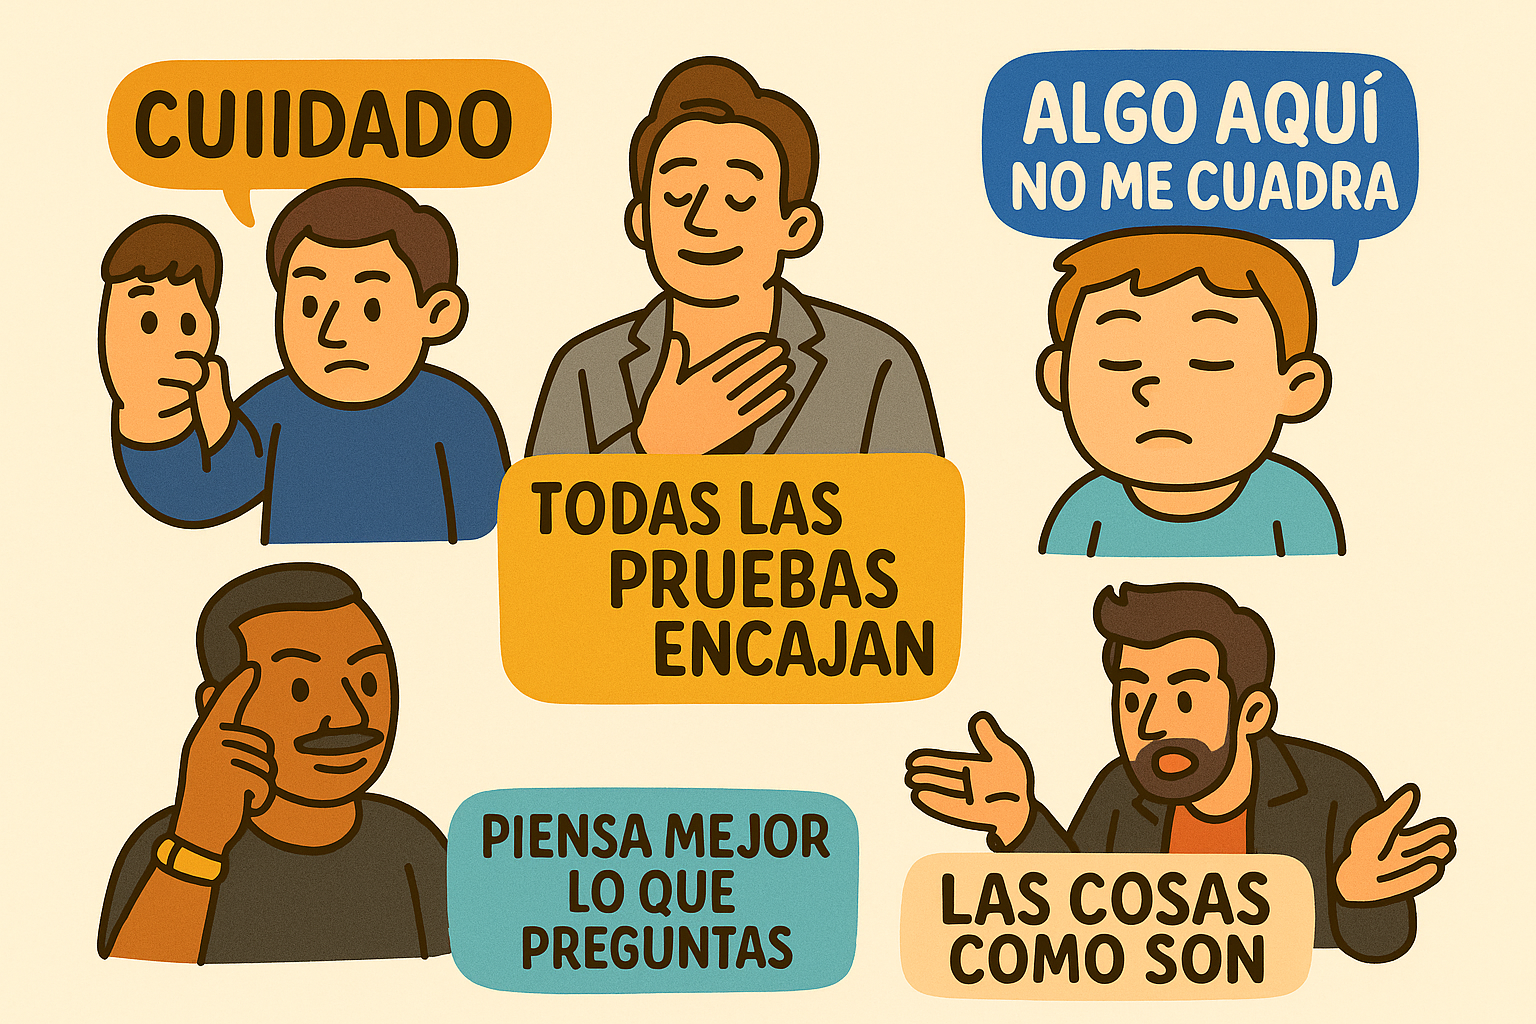 CUIIDADO
ALGO AQUÍ
NO ME CUADRA
TODAS LAS
PRUEBAS
ENCAJAN
PIENSA MEJOR
LO QUE
PREGUNTAS
LAS COSAS
COMO SON